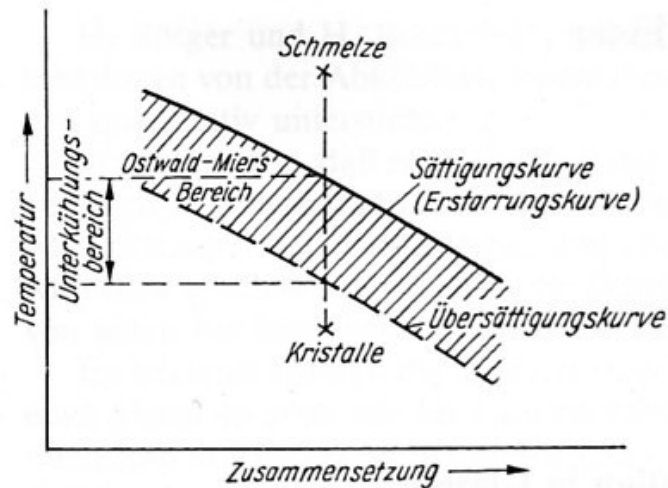 Schmelze
Ostwald-Miers
Bereich
Sättigungskurve
(Erstarrungskurve)
Temperatur
Unterkühlungs-
bereich
Übersättigungskurve
Kristalle
Zusammensetzung